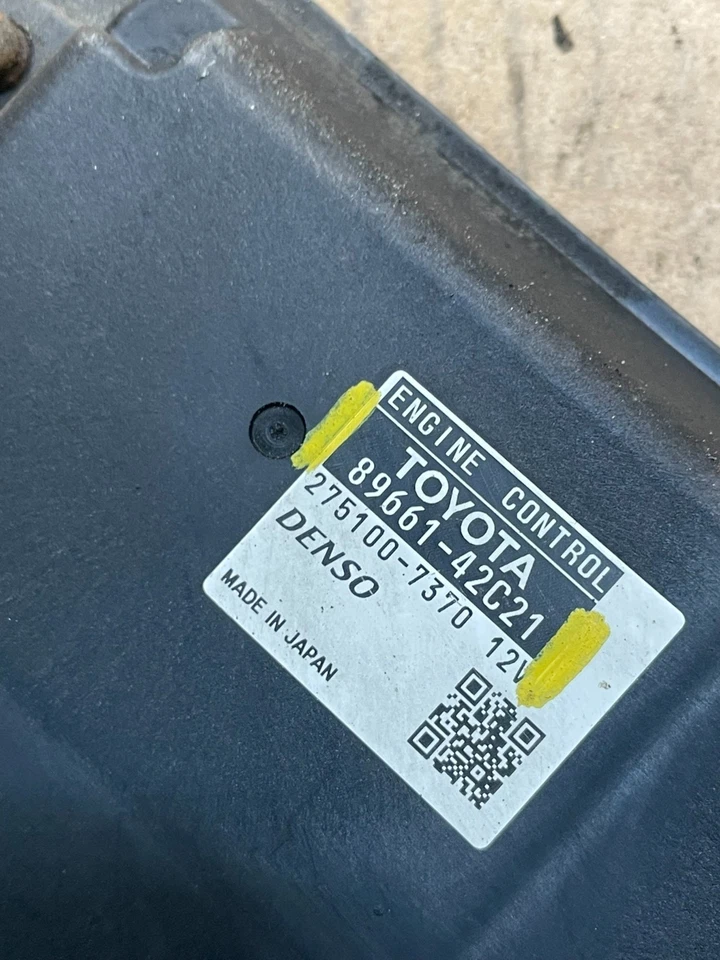 ENGINE CONTROL
TOYOTA
89661-42C21
275100-7370 12V
DENSO
MADE IN JAPAN